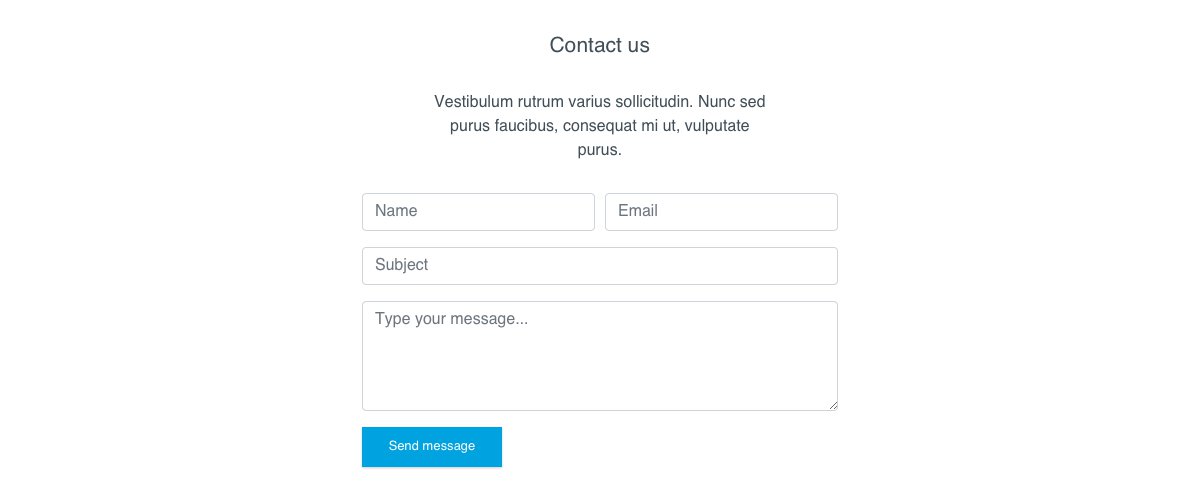 Contact us
Vestibulum rutrum varius sollicitudin. Nunc sed
purus faucibus, consequat mi ut, vulputate
purus.
Name
Email
Subject
Type your message...
Send message